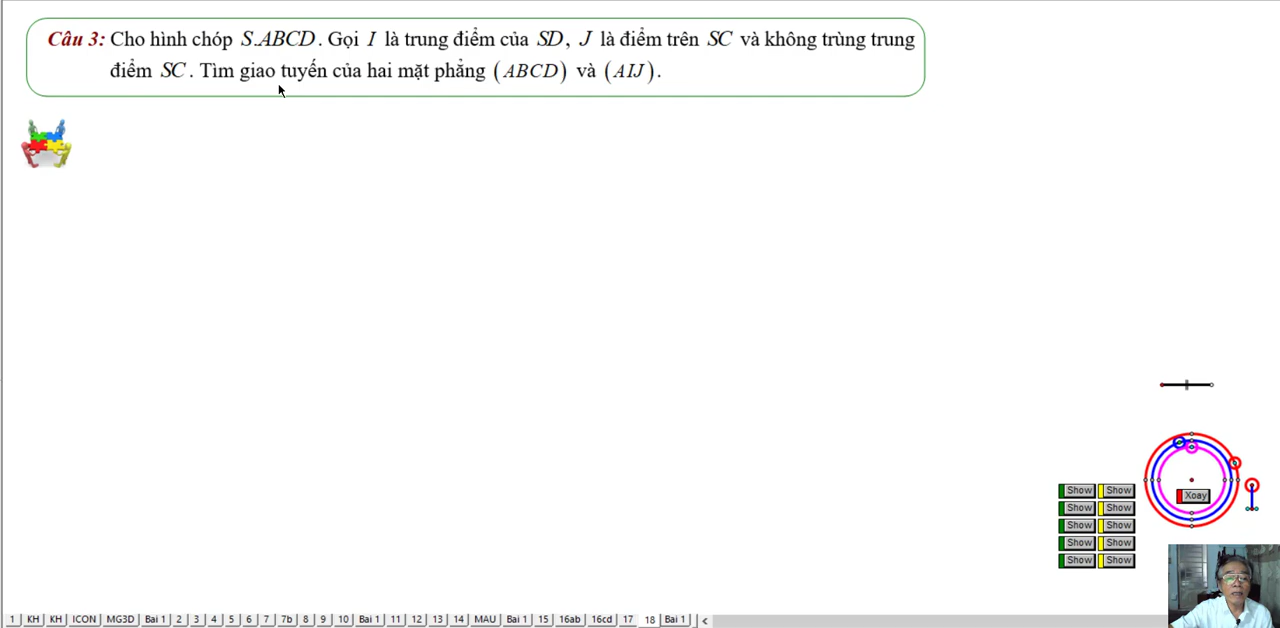 Câu 3: Cho hình chóp S.ABCD. Gọi I là trung điểm của SD, J là điểm trên SC và không trùng trung
điểm SC. Tìm giao tuyến của hai mặt phẳng (ABCD) và (AIJ).
Xoay
Show Show
Show Show
Show Show
Show Show
Show Show
1 KH KH ICON MG3D Bai 1 2 3 4 5 6 7 7b 8 9 10 Bai 1 11 12 13 14 MAU Bai 1 15 16ab 16cd 17 18 Bai 1 <